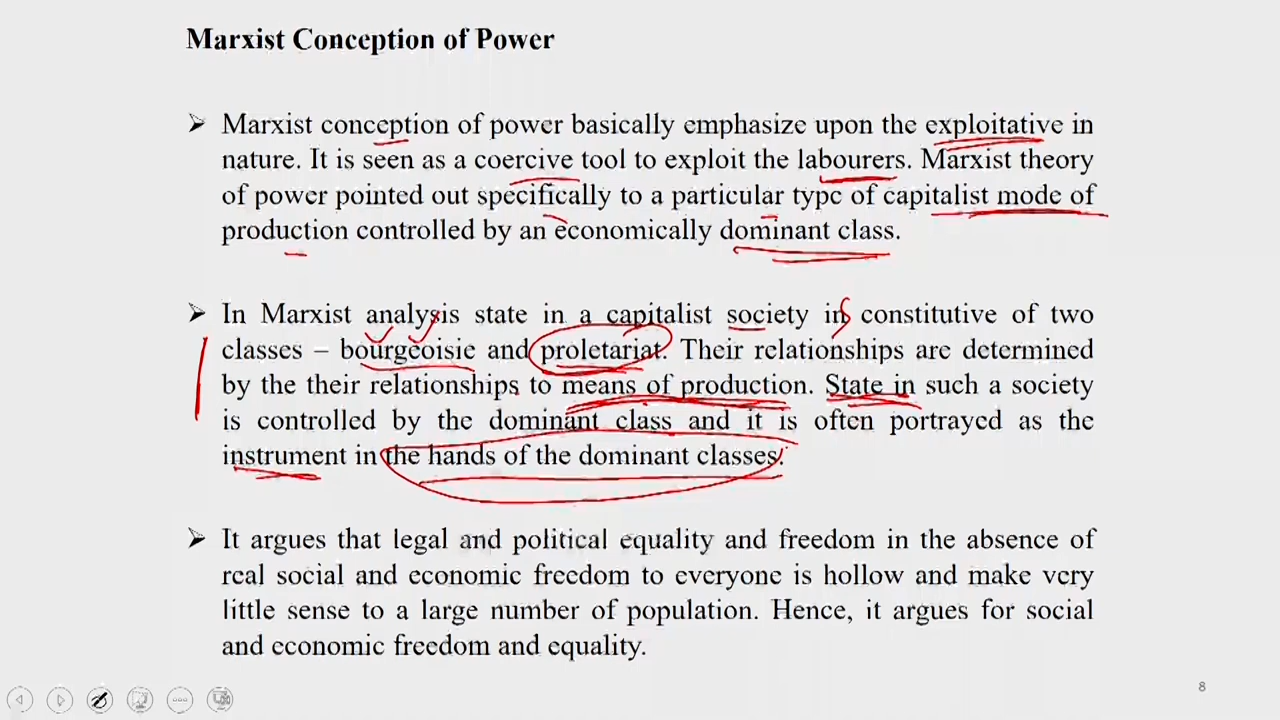 Marxist Conception of Power
➢ Marxist conception of power basically emphasize upon the exploitative in
nature. It is seen as a coercive tool to exploit the labourers. Marxist theory
of power pointed out specifically to a particular type of capitalist mode of
production controlled by an economically dominant class.
➢ In Marxist analysis state in a capitalist society in constitutive of two
classes – bourgeoisie and proletariat. Their relationships are determined
by the their relationships to means of production. State in such a society
is controlled by the dominant class and it is often portrayed as the
instrument in the hands of the dominant classes.
➢ It argues that legal and political equality and freedom in the absence of
real social and economic freedom to everyone is hollow and make very
little sense to a large number of population. Hence, it argues for social
and economic freedom and equality.
8